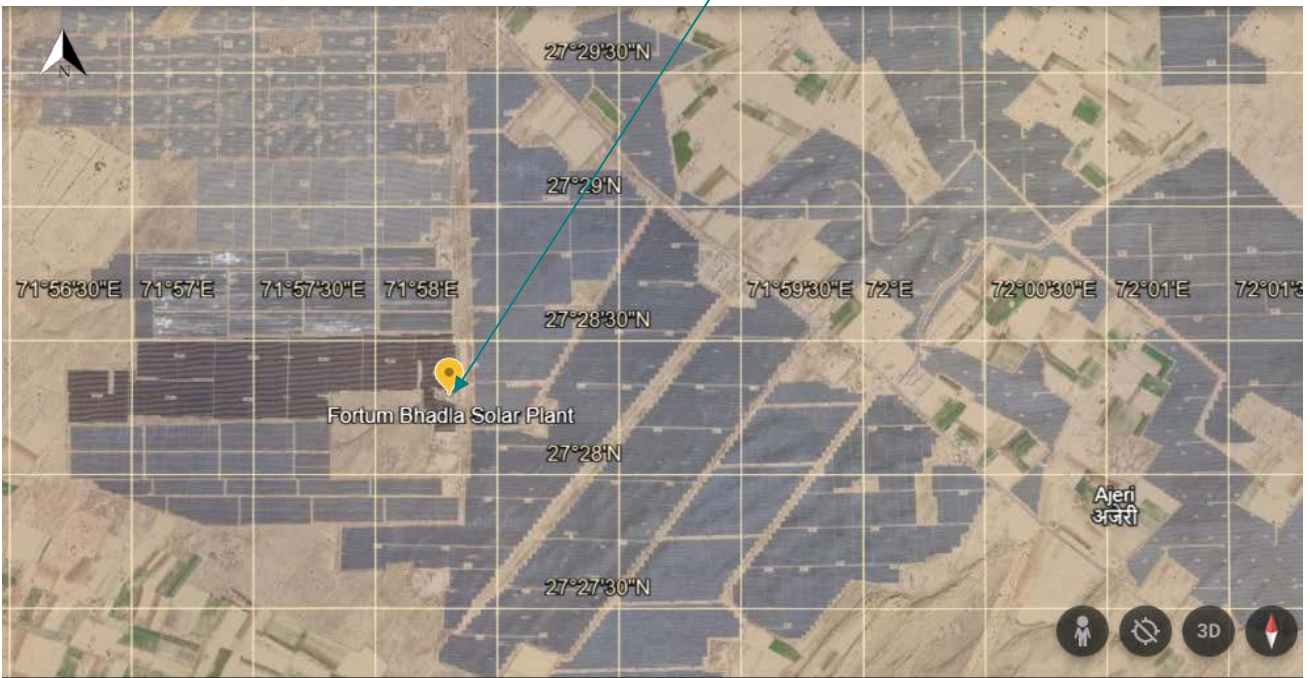 N
27°29'30"N
27°29'N
71°56'30"E 71°57'E 71°57'30"E 71°58'E 71°59'30"E 72°E 72°00'30"E 72°01'E 72°01'3
27°28'30"N
Fortum Bhadla Solar Plant
27°28'N
Ajeri
अजेरी
27°27'30"N
3D